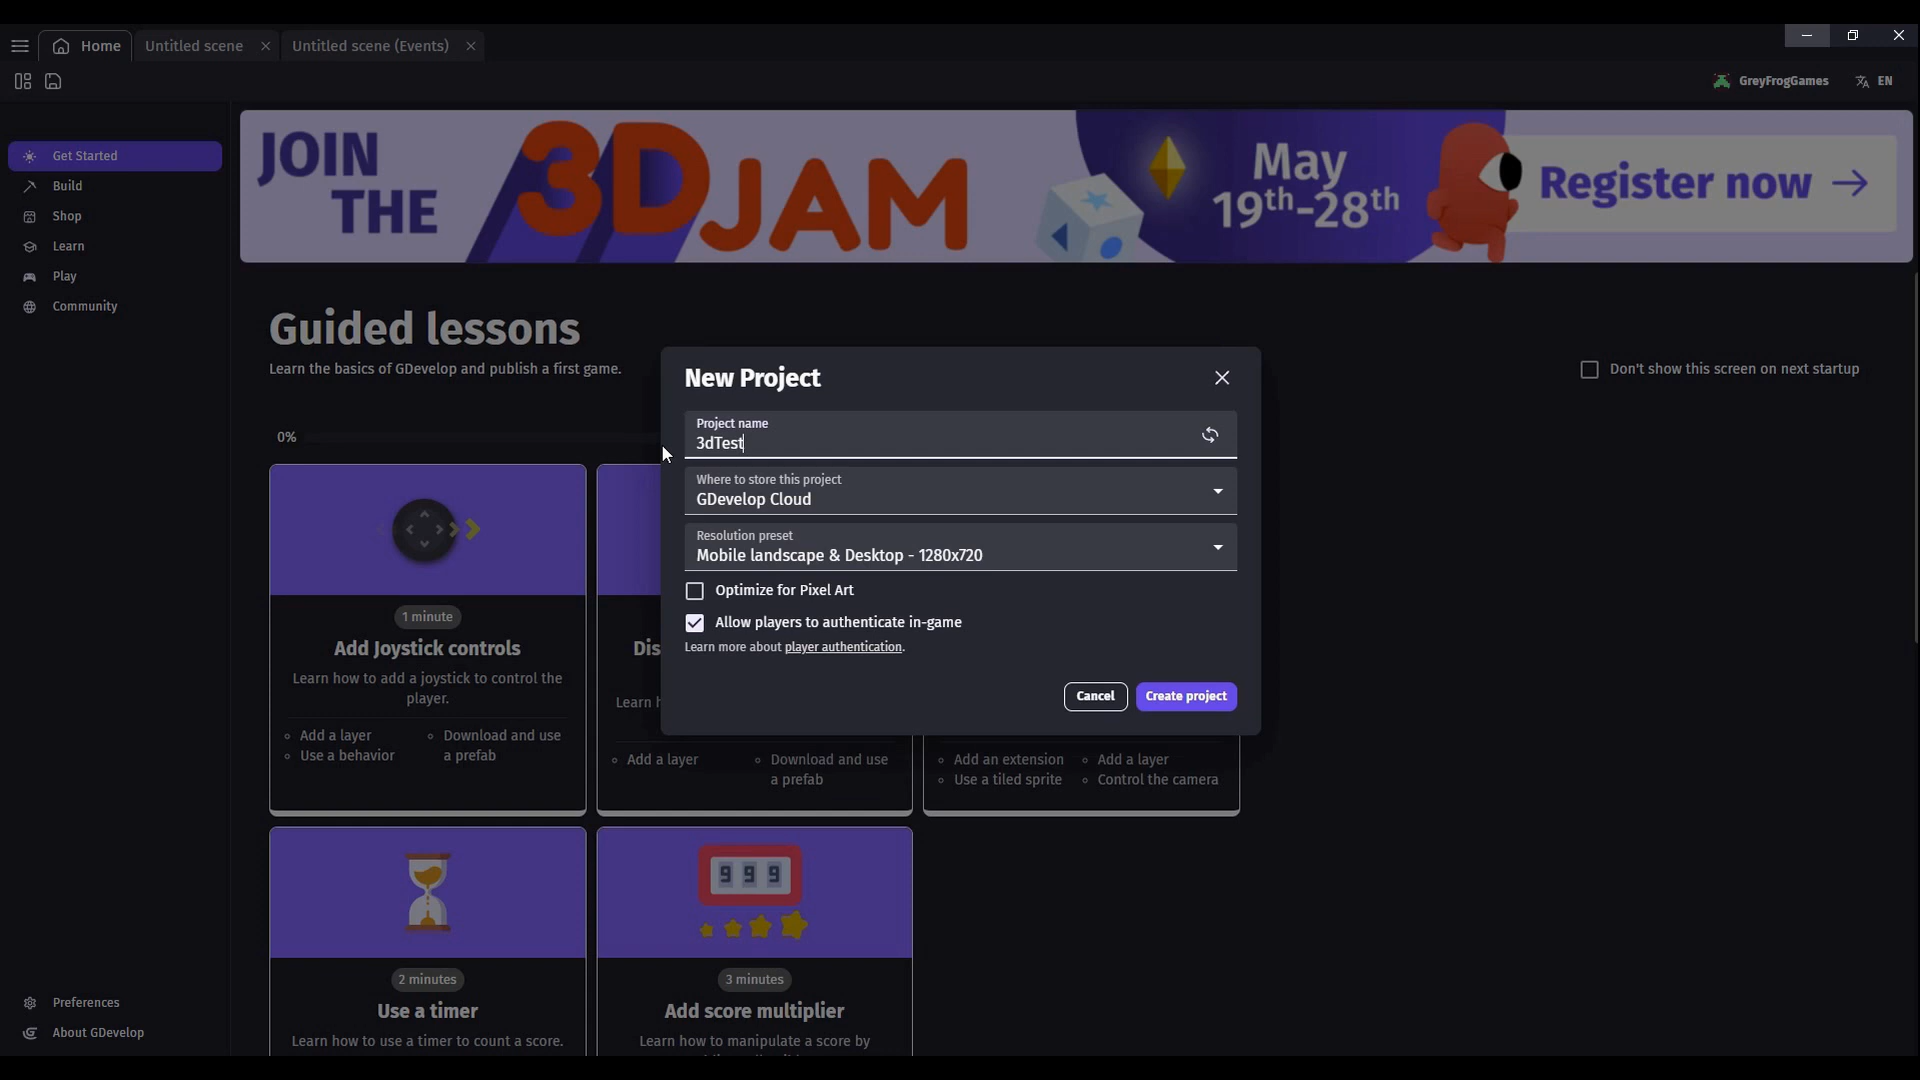 Home
Untitled scene
Untitled scene (Events)
GreyFrogGames
EN
Get Started
Build
Shop
Learn
Play
Community
JOIN
THE
3D JAM
May
19th-28th
Register now
Guided lessons
Learn the basics of GDevelop and publish a first game.
Don't show this screen on next startup
0%
New Project
Project name
3dTest
Where to store this project
GDevelop Cloud
Resolution preset
Mobile landscape & Desktop - 1280x720
Optimize for Pixel Art
Allow players to authenticate in-game
Learn more about player authentication.
Cancel
Create project
1 minute
Add Joystick controls
Learn how to add a joystick to control the
player.
Add a layer
Use a behavior
Download and use
a prefab
Dis
Learn h
Add a layer
Download and use
a prefab
Add an extension
Use a tiled sprite
Add a layer
Control the camera
2 minutes
Use a timer
Learn how to use a timer to count a score.
999
3 minutes
Add score multiplier
Learn how to manipulate a score by
Preferences
About GDevelop